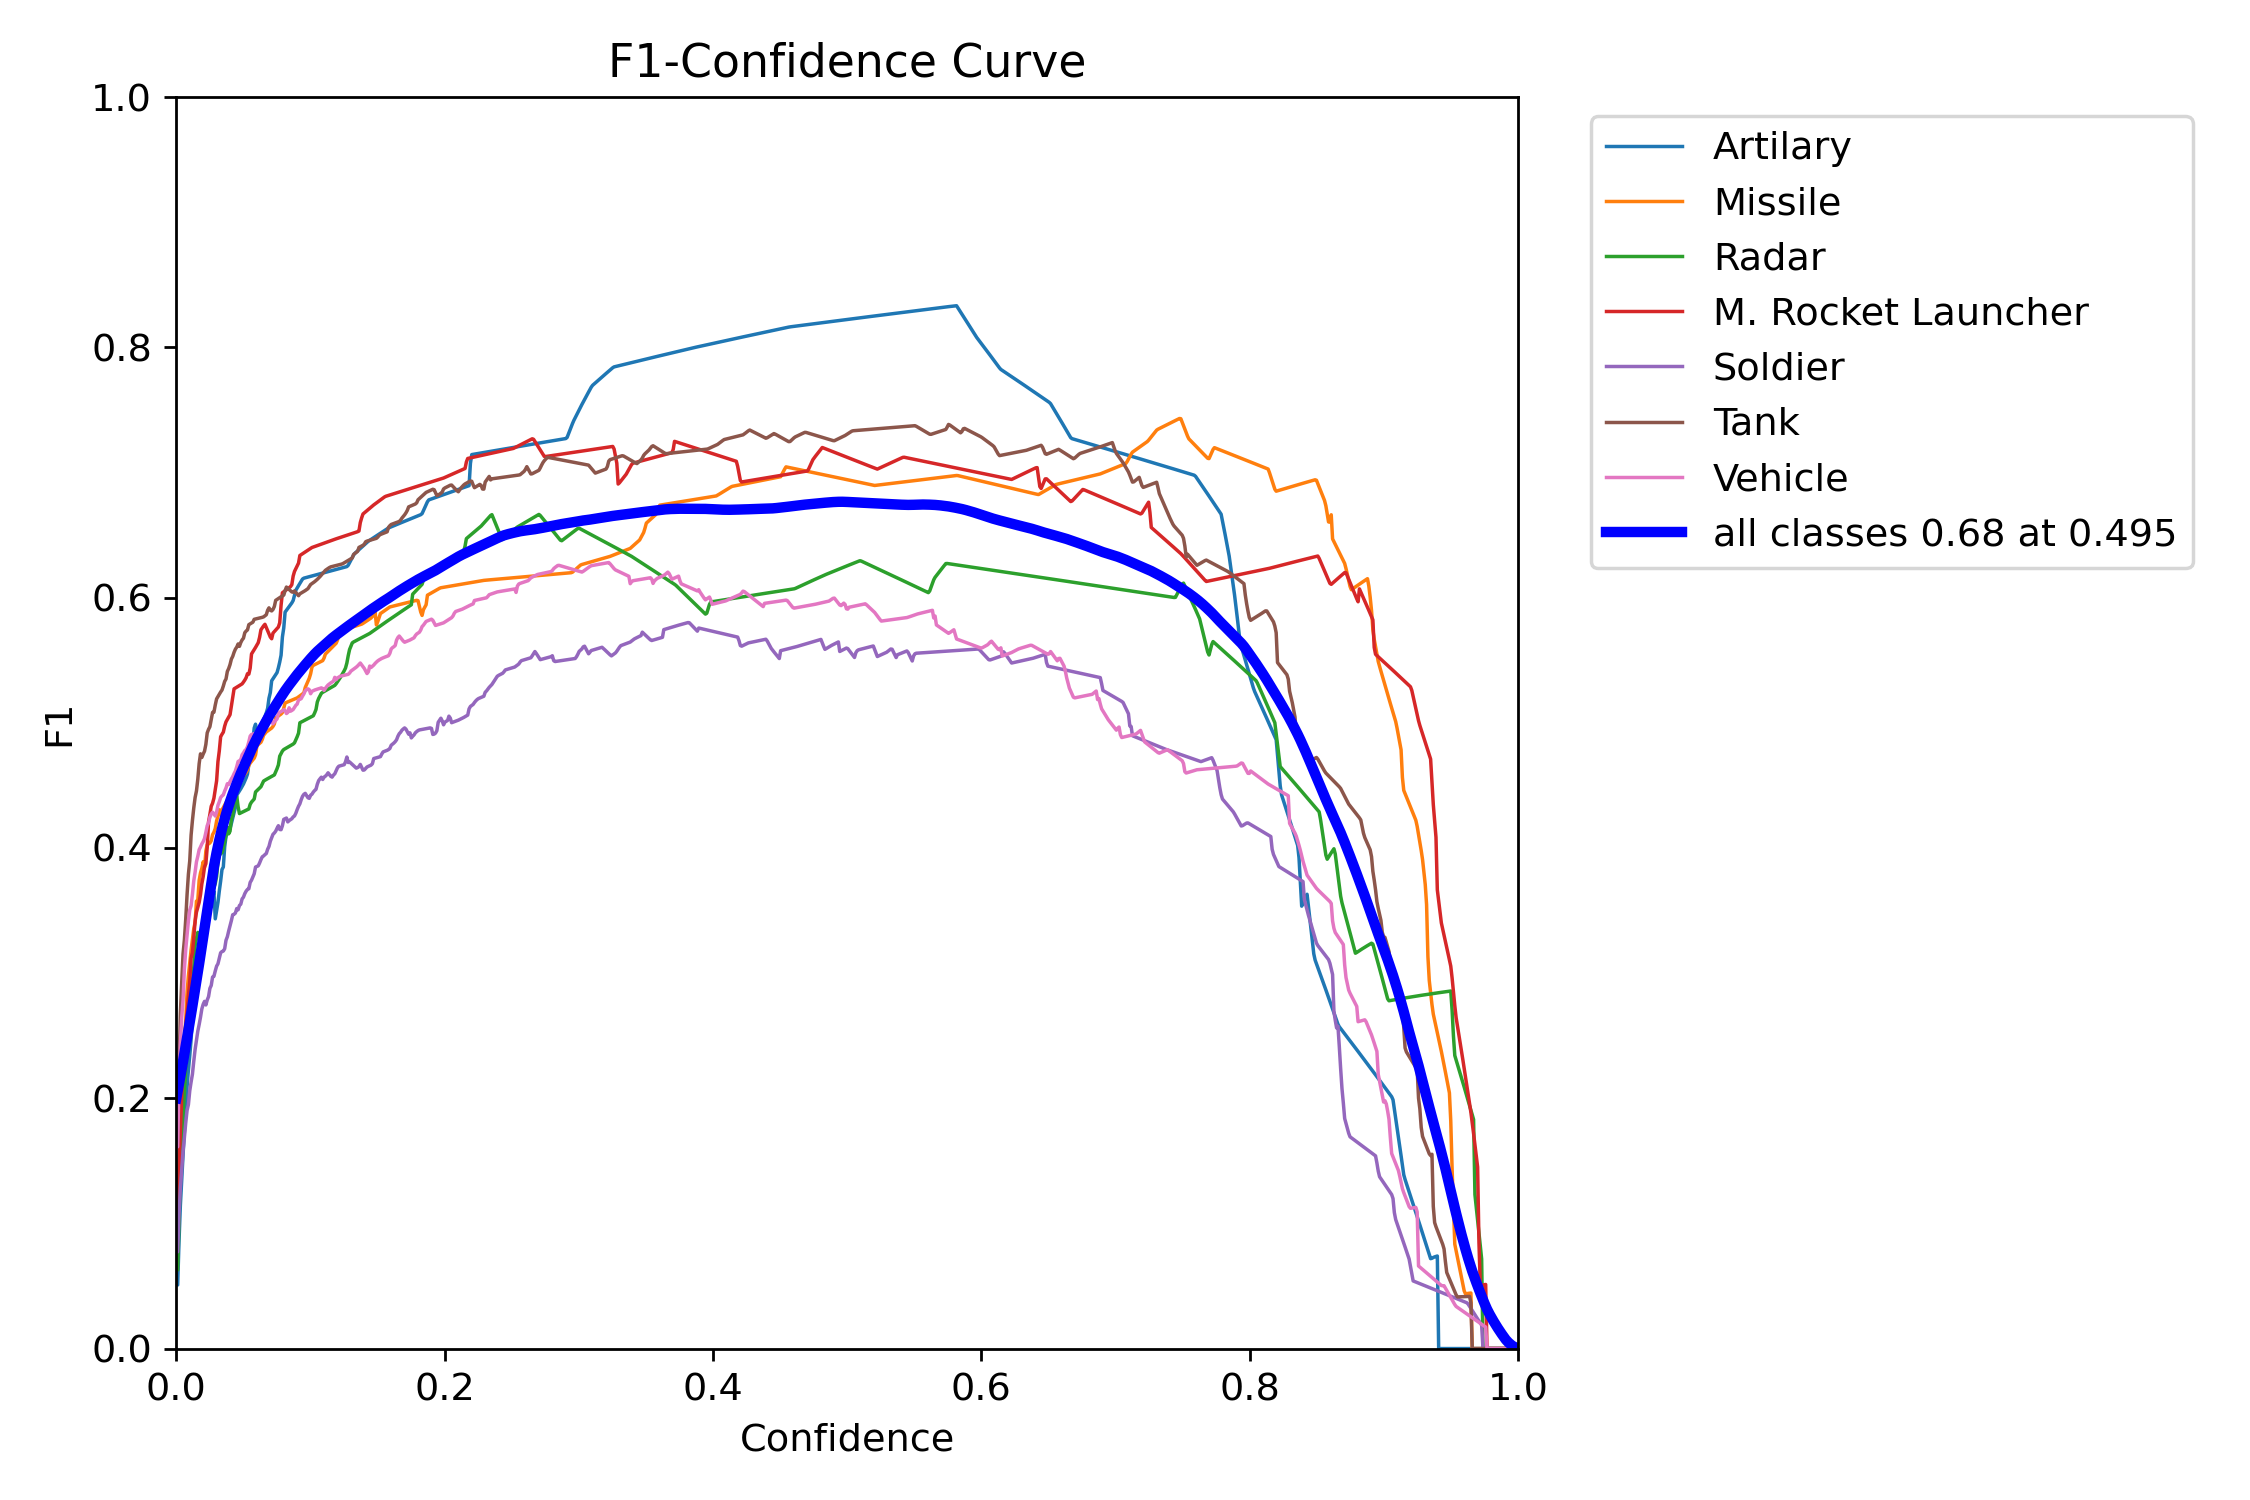 F1-Confidence Curve
1.0
0.8
0.6
0.4
0.2
0.0
F1
0.0 0.2 0.4 0.6 0.8 1.0
Confidence
Artilary
Missile
Radar
M. Rocket Launcher
Soldier
Tank
Vehicle
all classes 0.68 at 0.495